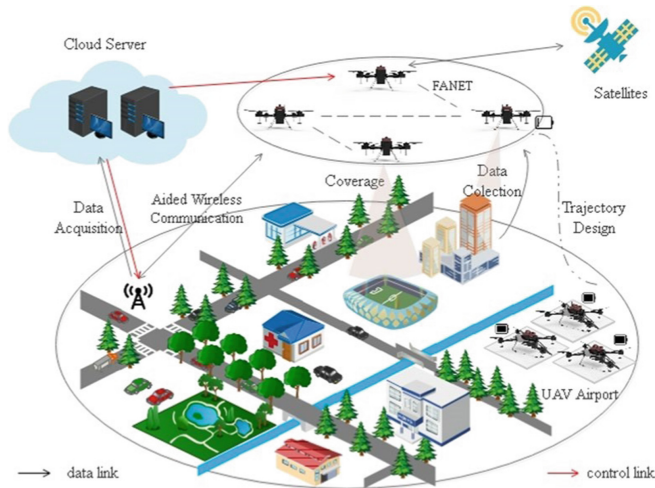 Cloud Server
FANET
Satellites
Data
Acquisition
Aided Wireless
Communication
Coverage
Data
Colection
Trajectory
Design
UAV Airport
data link
control link